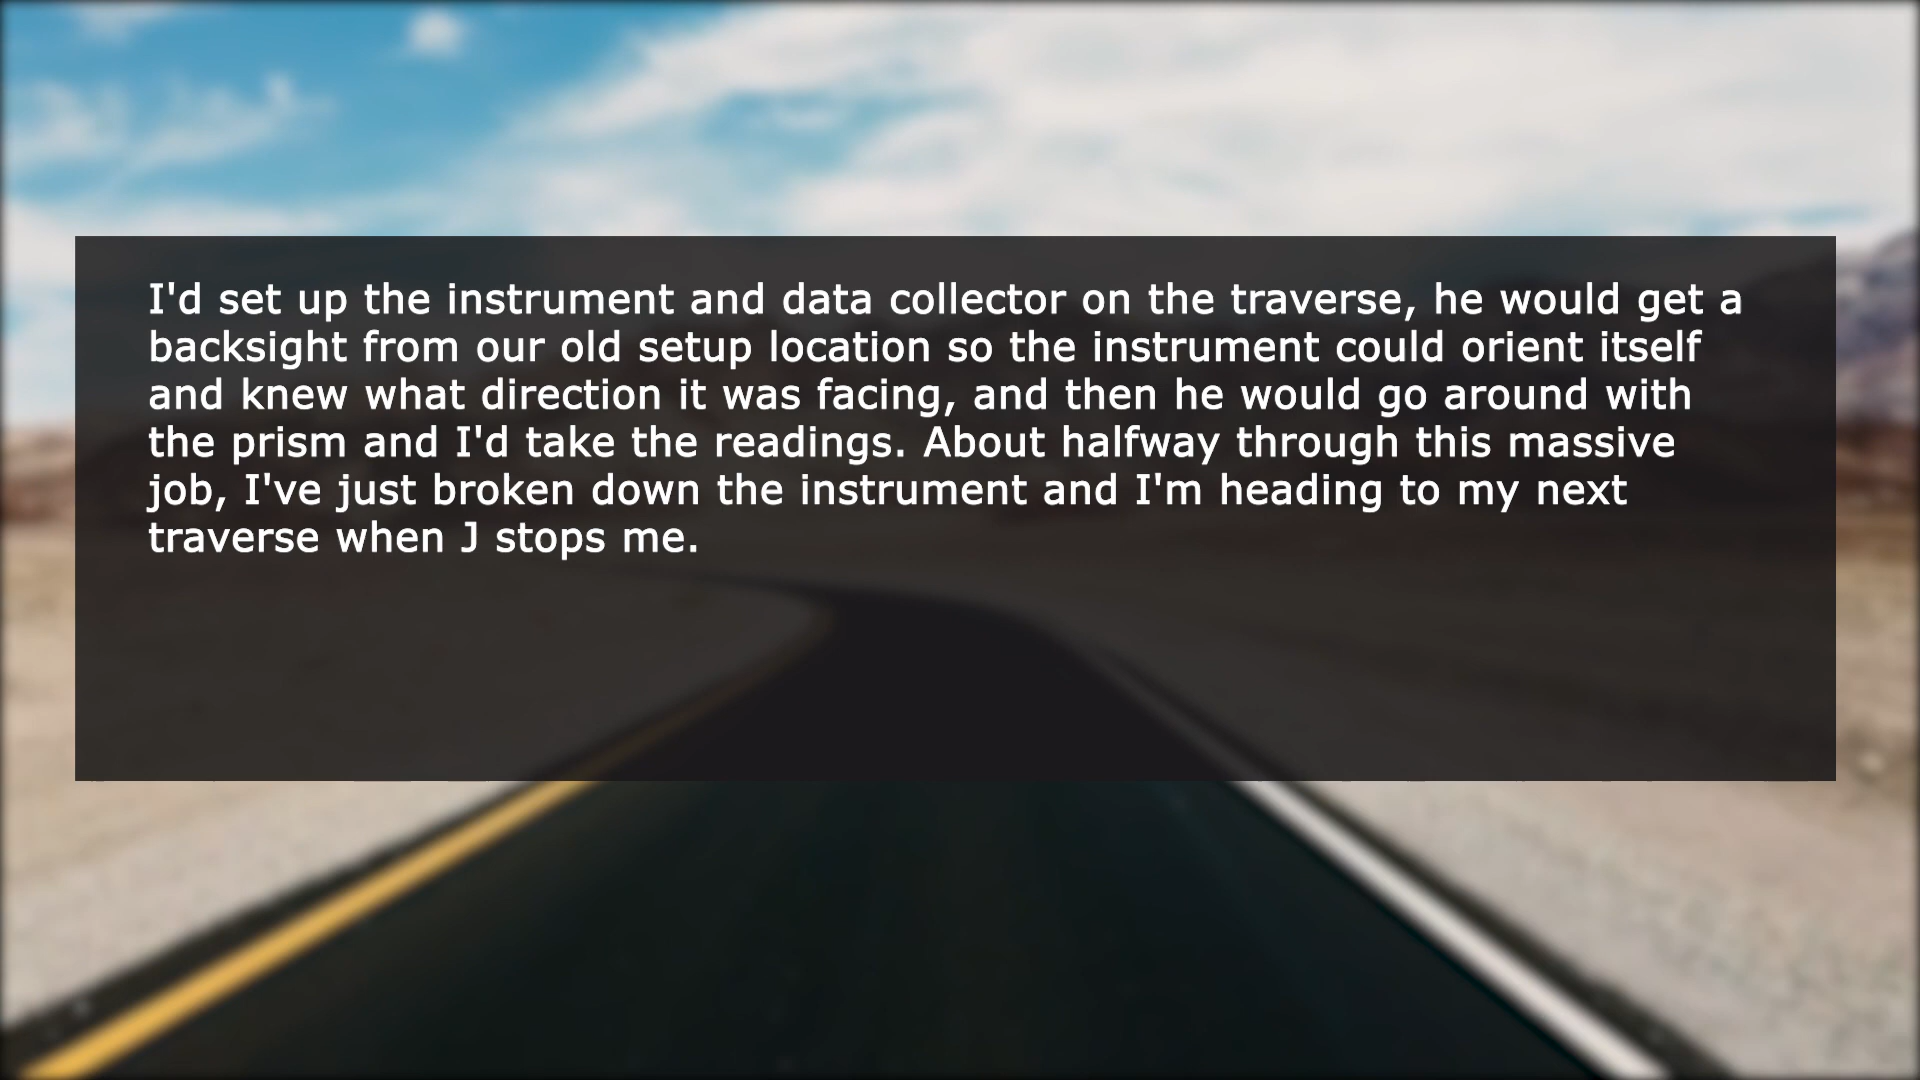 I'd set up the instrument and data collector on the traverse, he would get a
backsight from our old setup location so the instrument could orient itself
and knew what direction it was facing, and then he would go around with
the prism and I'd take the readings. About halfway through this massive
job, I've just broken down the instrument and I'm heading to my next
traverse when J stops me.